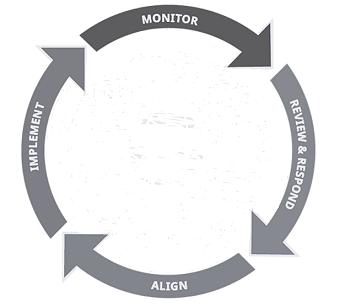 MONITOR
REVIEW & RESPOND
ALIGN
IMPLEMENT